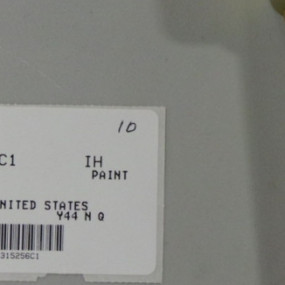 10
C1 IH
PAINT
NITED STATES
Y44 N Q
315256C1